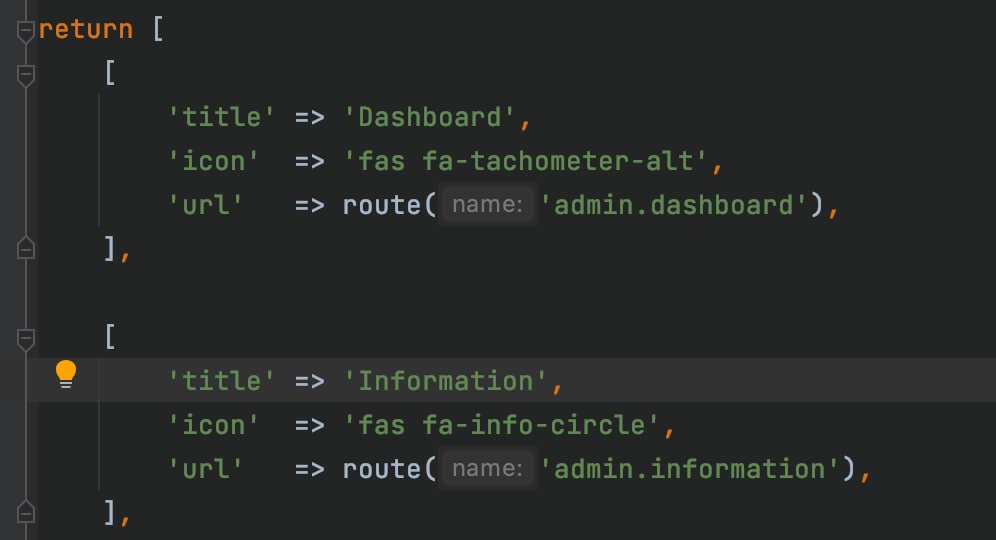 return [
    [
        'title' => 'Dashboard',
        'icon'  => 'fas fa-tachometer-alt',
        'url'   => route( name: 'admin.dashboard'),
    ],

    [
        'title' => 'Information',
        'icon'  => 'fas fa-info-circle',
        'url'   => route( name: 'admin.information'),
    ],